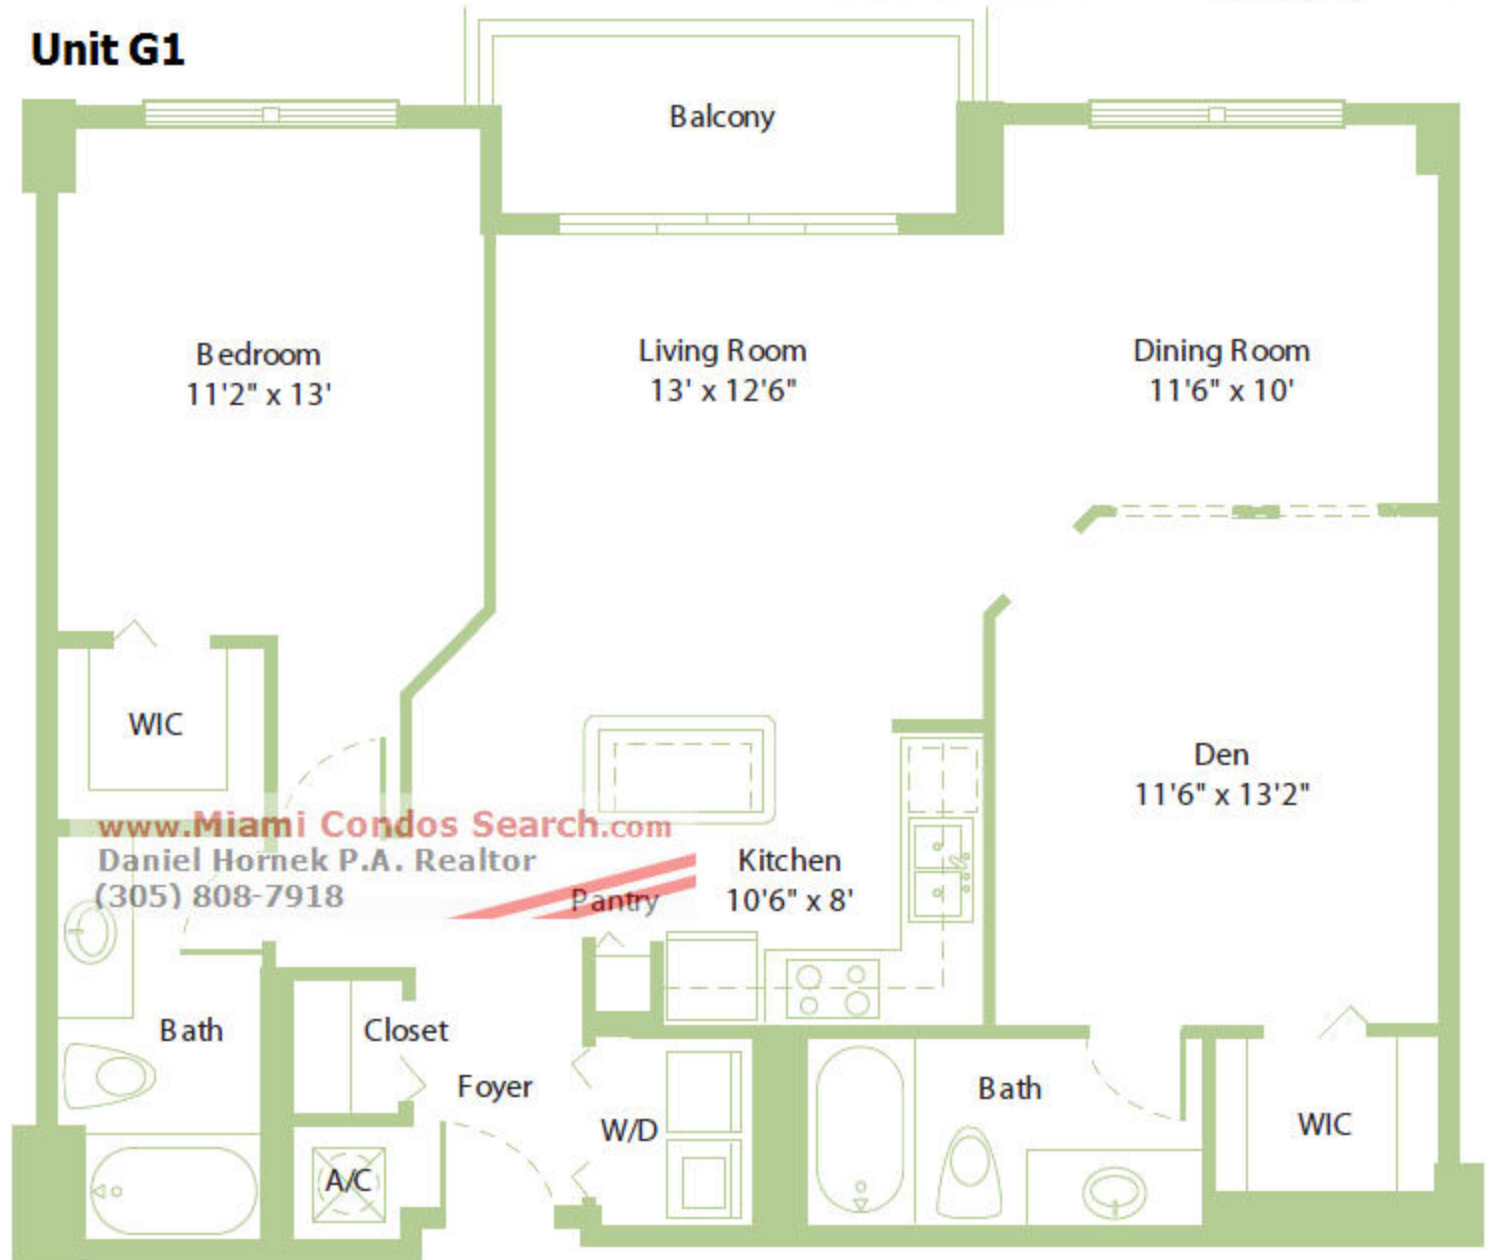 Unit G1
Balcony
Bedroom
11'2" x 13'
Living Room
13' x 12'6"
Dining Room
11'6" x 10'
WIC
Den
11'6" x 13'2"
www.Miami Condos Search.com
Daniel Hornek P.A. Realtor
(305) 808-7918
Kitchen
10'6" x 8'
Pantry
Bath
Closet
Foyer
Bath
W/D
WIC
A/C